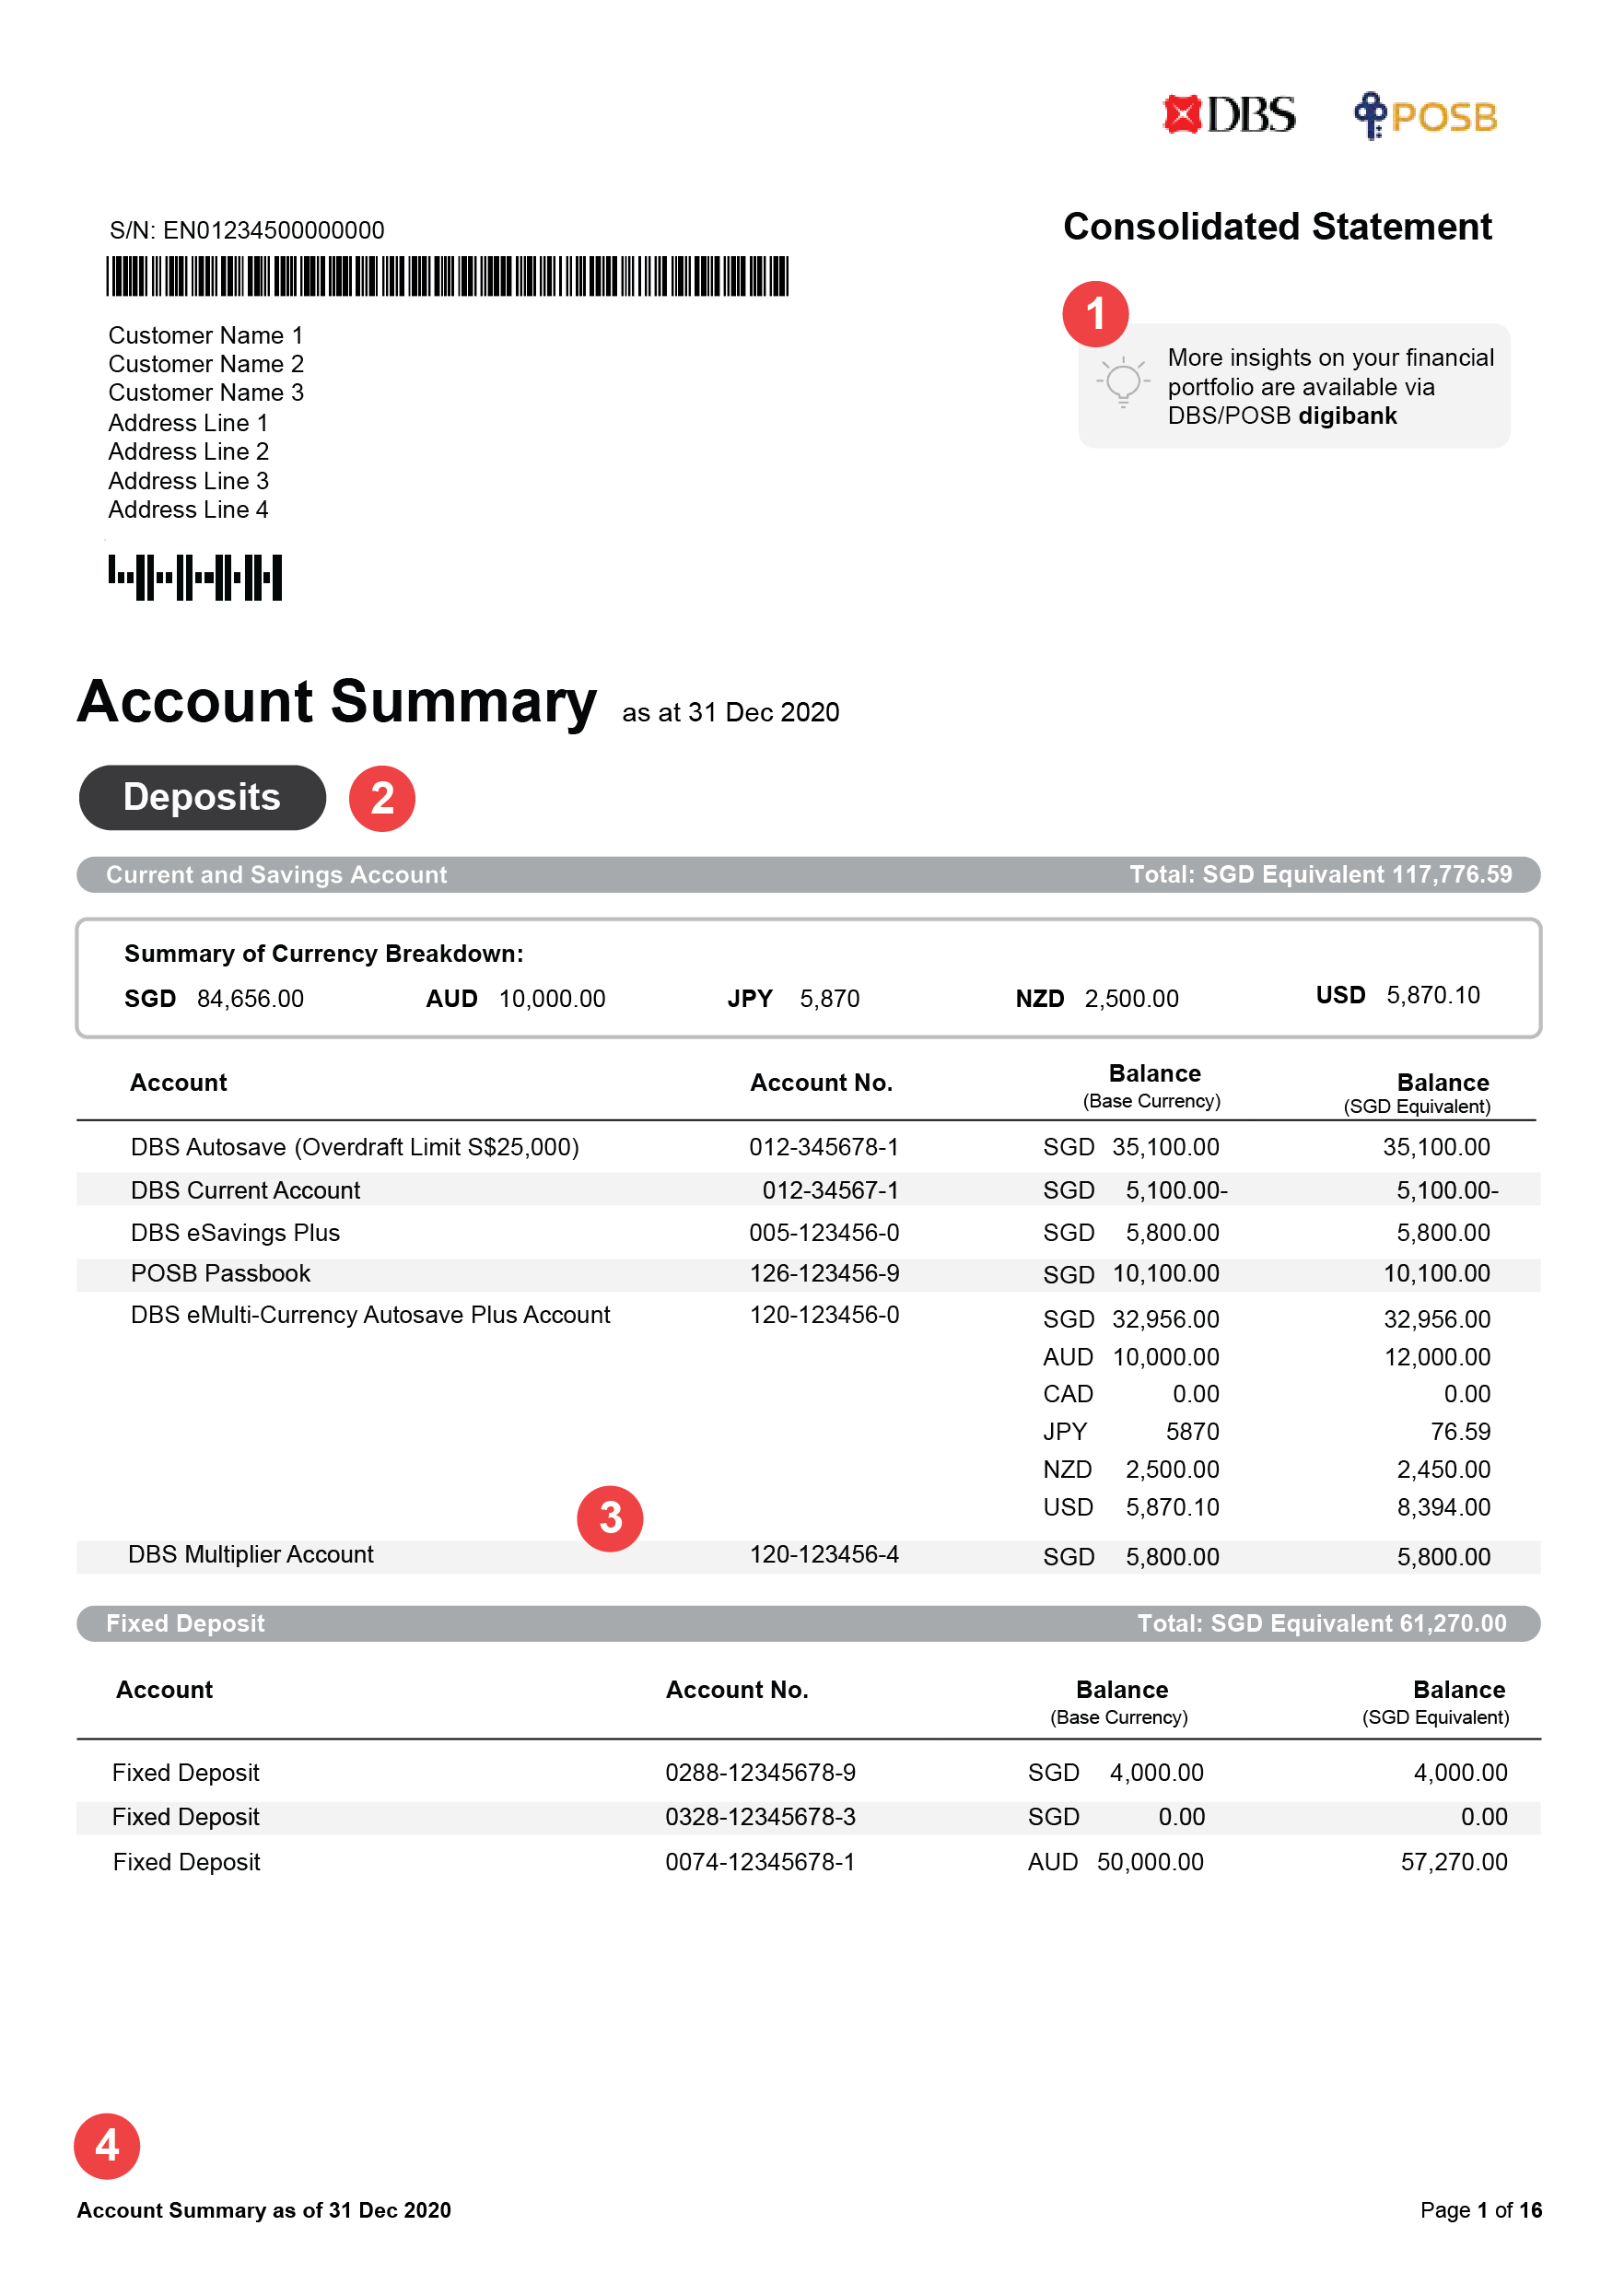 DBS POSB
S/N: EN01234500000000
Consolidated Statement
1
More insights on your financial
portfolio are available via
DBS/POSB digibank
Customer Name 1
Customer Name 2
Customer Name 3
Address Line 1
Address Line 2
Address Line 3
Address Line 4
Account Summary as at 31 Dec 2020
Deposits 2
Current and Savings Account Total: SGD Equivalent 117,776.59
Summary of Currency Breakdown:
SGD 84,656.00 AUD 10,000.00 JPY 5,870 NZD 2,500.00 USD 5,870.10
Account Account No. Balance Balance
(Base Currency) (SGD Equivalent)
DBS Autosave (Overdraft Limit S$25,000) 012-345678-1 SGD 35,100.00 35,100.00
DBS Current Account 012-34567-1 SGD 5,100.00- 5,100.00-
DBS eSavings Plus 005-123456-0 SGD 5,800.00 5,800.00
POSB Passbook 126-123456-9 SGD 10,100.00 10,100.00
DBS eMulti-Currency Autosave Plus Account 120-123456-0 SGD 32,956.00 32,956.00
AUD 10,000.00 12,000.00
CAD 0.00 0.00
JPY 5870 76.59
NZD 2,500.00 2,450.00
USD 5,870.10 8,394.00
3
DBS Multiplier Account 120-123456-4 SGD 5,800.00 5,800.00
Fixed Deposit Total: SGD Equivalent 61,270.00
Account Account No. Balance Balance
(Base Currency) (SGD Equivalent)
Fixed Deposit 0288-12345678-9 SGD 4,000.00 4,000.00
Fixed Deposit 0328-12345678-3 SGD 0.00 0.00
Fixed Deposit 0074-12345678-1 AUD 50,000.00 57,270.00
4
Account Summary as of 31 Dec 2020 Page 1 of 16